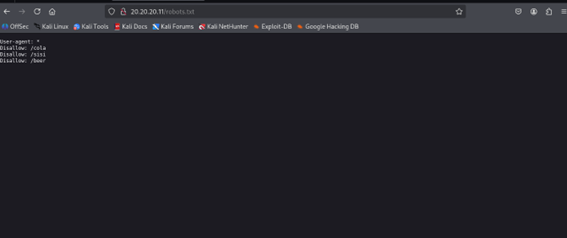 20.20.20.11/robots.txt
OffSec Kali Linux Kali Tools Kali Docs Kali Forums Kali NetHunter Exploit-DB Google Hacking DB
User-agent: *
Disallow: /cola
Disallow: /sisi
Disallow: /beer